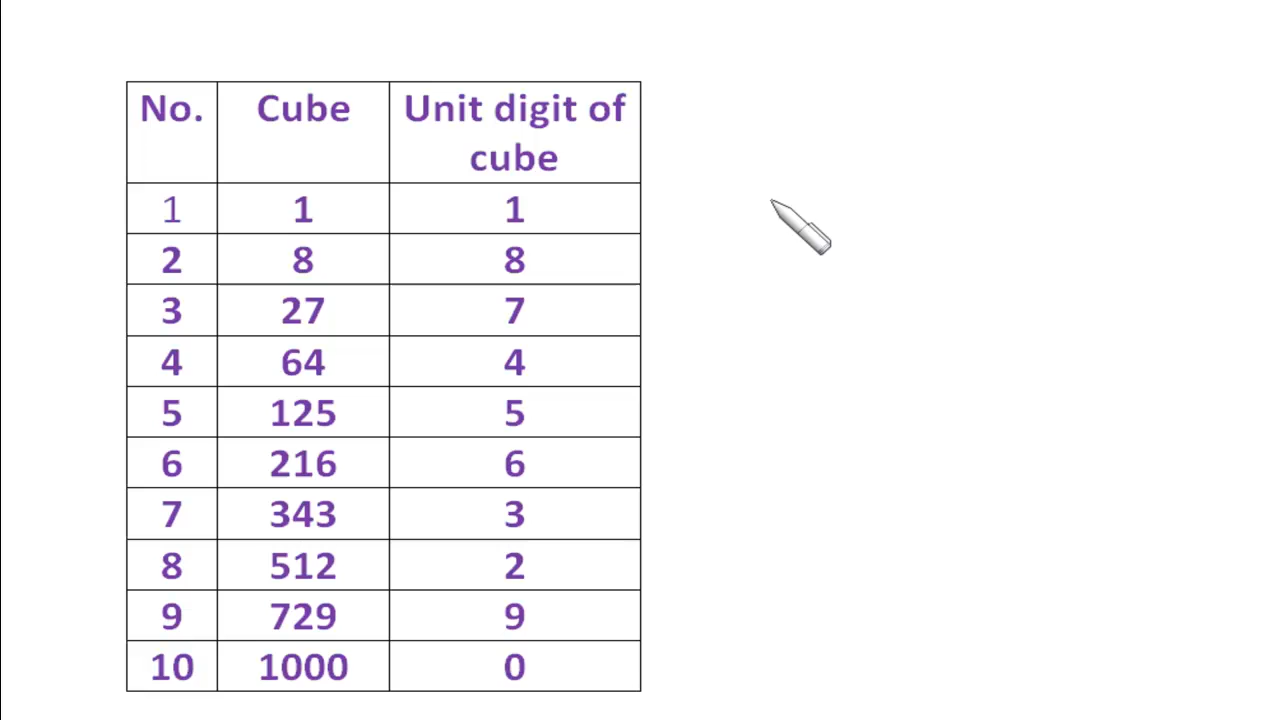 No. Cube Unit digit of
cube
1 1 1
2 8 8
3 27 7
4 64 4
5 125 5
6 216 6
7 343 3
8 512 2
9 729 9
10 1000 0